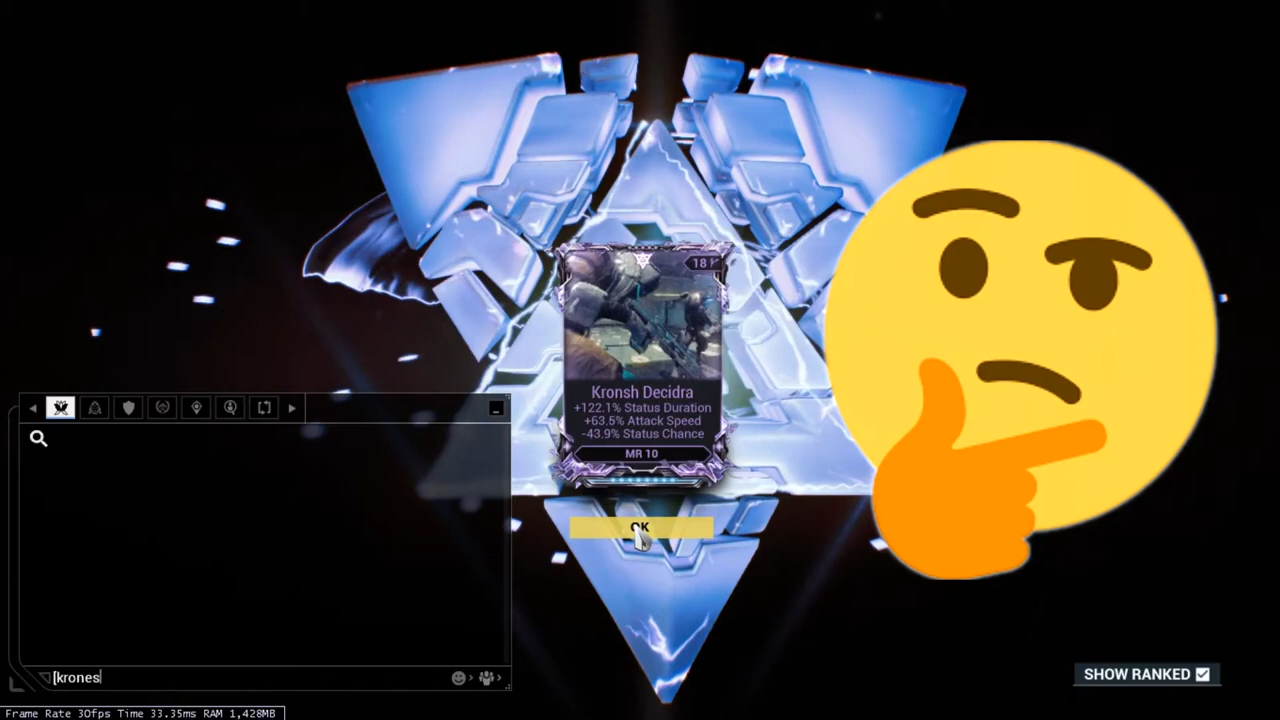 18
Kronsh Decidra
+122.1% Status Duration
+63.5% Attack Speed
-43.9% Status Chance
MR 10
OK
[krones
SHOW RANKED
Frame Rate 30fps Time 33.35ms RAM 1,428MB